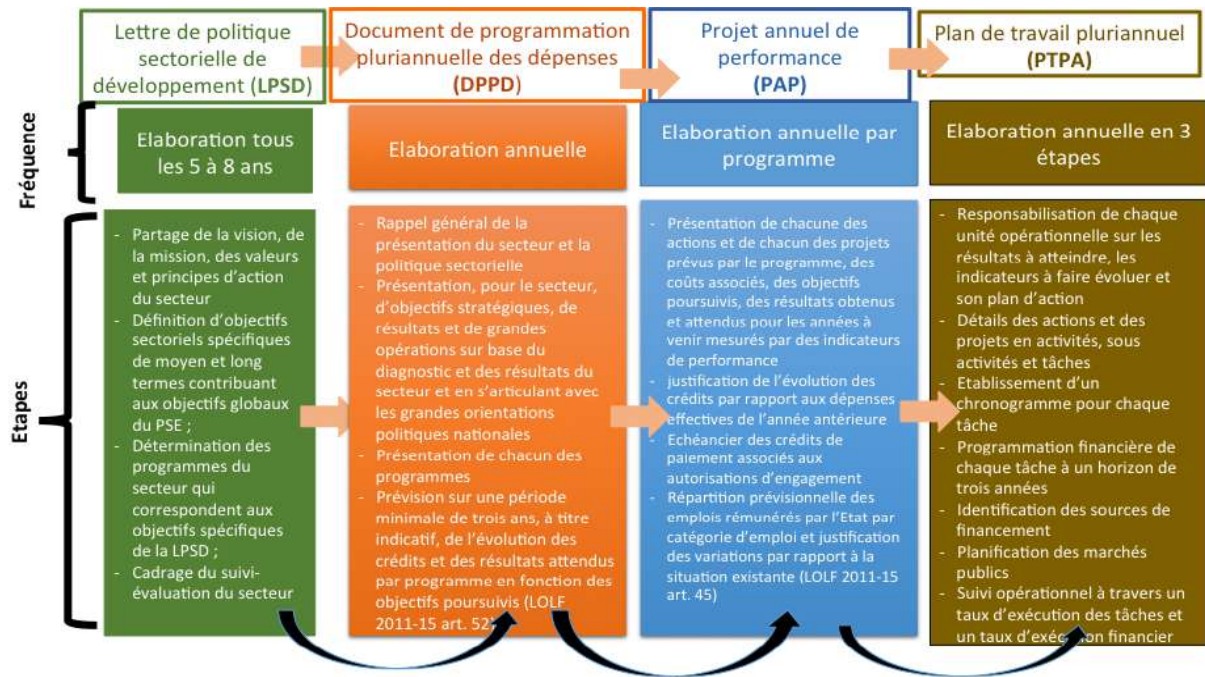 Lettre de politique
sectorielle de
développement (LPSD)
Document de programmation
pluriannuelle des dépenses
(DPPD)
Projet annuel de
performance
(PAP)
Plan de travail pluriannuel
(PTPA)
Fréquence
Elaboration tous
les 5 à 8 ans
Elaboration annuelle
Elaboration annuelle par
programme
Elaboration annuelle en 3
étapes
Etapes
- Partage de la vision, de
la mission, des valeurs
et principes d'action
du secteur
- Définition d'objectifs
sectoriels spécifiques
de moyen et long
termes contribuant
aux objectifs globaux
du PSE ;
- Détermination des
programmes du
secteur qui
correspondent aux
objectifs spécifiques
de la LPSD ;
- Cadrage du suivi-
évaluation du secteur
- Rappel général de la
présentation du secteur et la
politique sectorielle
- Présentation, pour le secteur,
d'objectifs stratégiques, de
résultats et de grandes
opérations sur base du
diagnostic et des résultats du
secteur et en s'articulant avec
les grandes orientations
politiques nationales
- Présentation de chacun des
programmes
- Prévision sur une période
minimale de trois ans, à titre
indicatif, de l'évolution des
crédits et des résultats attendus
par programme en fonction des
objectifs poursuivis (LOLF
2011-15 art. 52)
- Présentation de chacune des
actions et de chacun des projets
prévus par le programme, des
coûts associés, des objectifs
poursuivis, des résultats obtenus
et attendus pour les années à
venir mesurés par des indicateurs
de performance
- justification de l'évolution des
crédits par rapport aux dépenses
effectives de l'année antérieure
- Echéancier des crédits de
paiement associés aux
autorisations d'engagement
- Répartition prévisionnelle des
emplois rémunérés par l'Etat par
catégorie d'emploi et justification
des variations par rapport à la
situation existante (LOLF 2011-15
art. 45)
- Responsabilisation de chaque
unité opérationnelle sur les
résultats à atteindre, les
indicateurs à faire évoluer et
son plan d'action
- Détails des actions et des
projets en activités, sous
activités et tâches
- Etablissement d'un
chronogramme pour chaque
tâche
- Programmation financière de
chaque tâche à un horizon de
trois années
- Identification des sources de
financement
- Planification des marchés
publics
- Suivi opérationnel à travers un
taux d'exécution des tâches et
un taux d'exécution financier